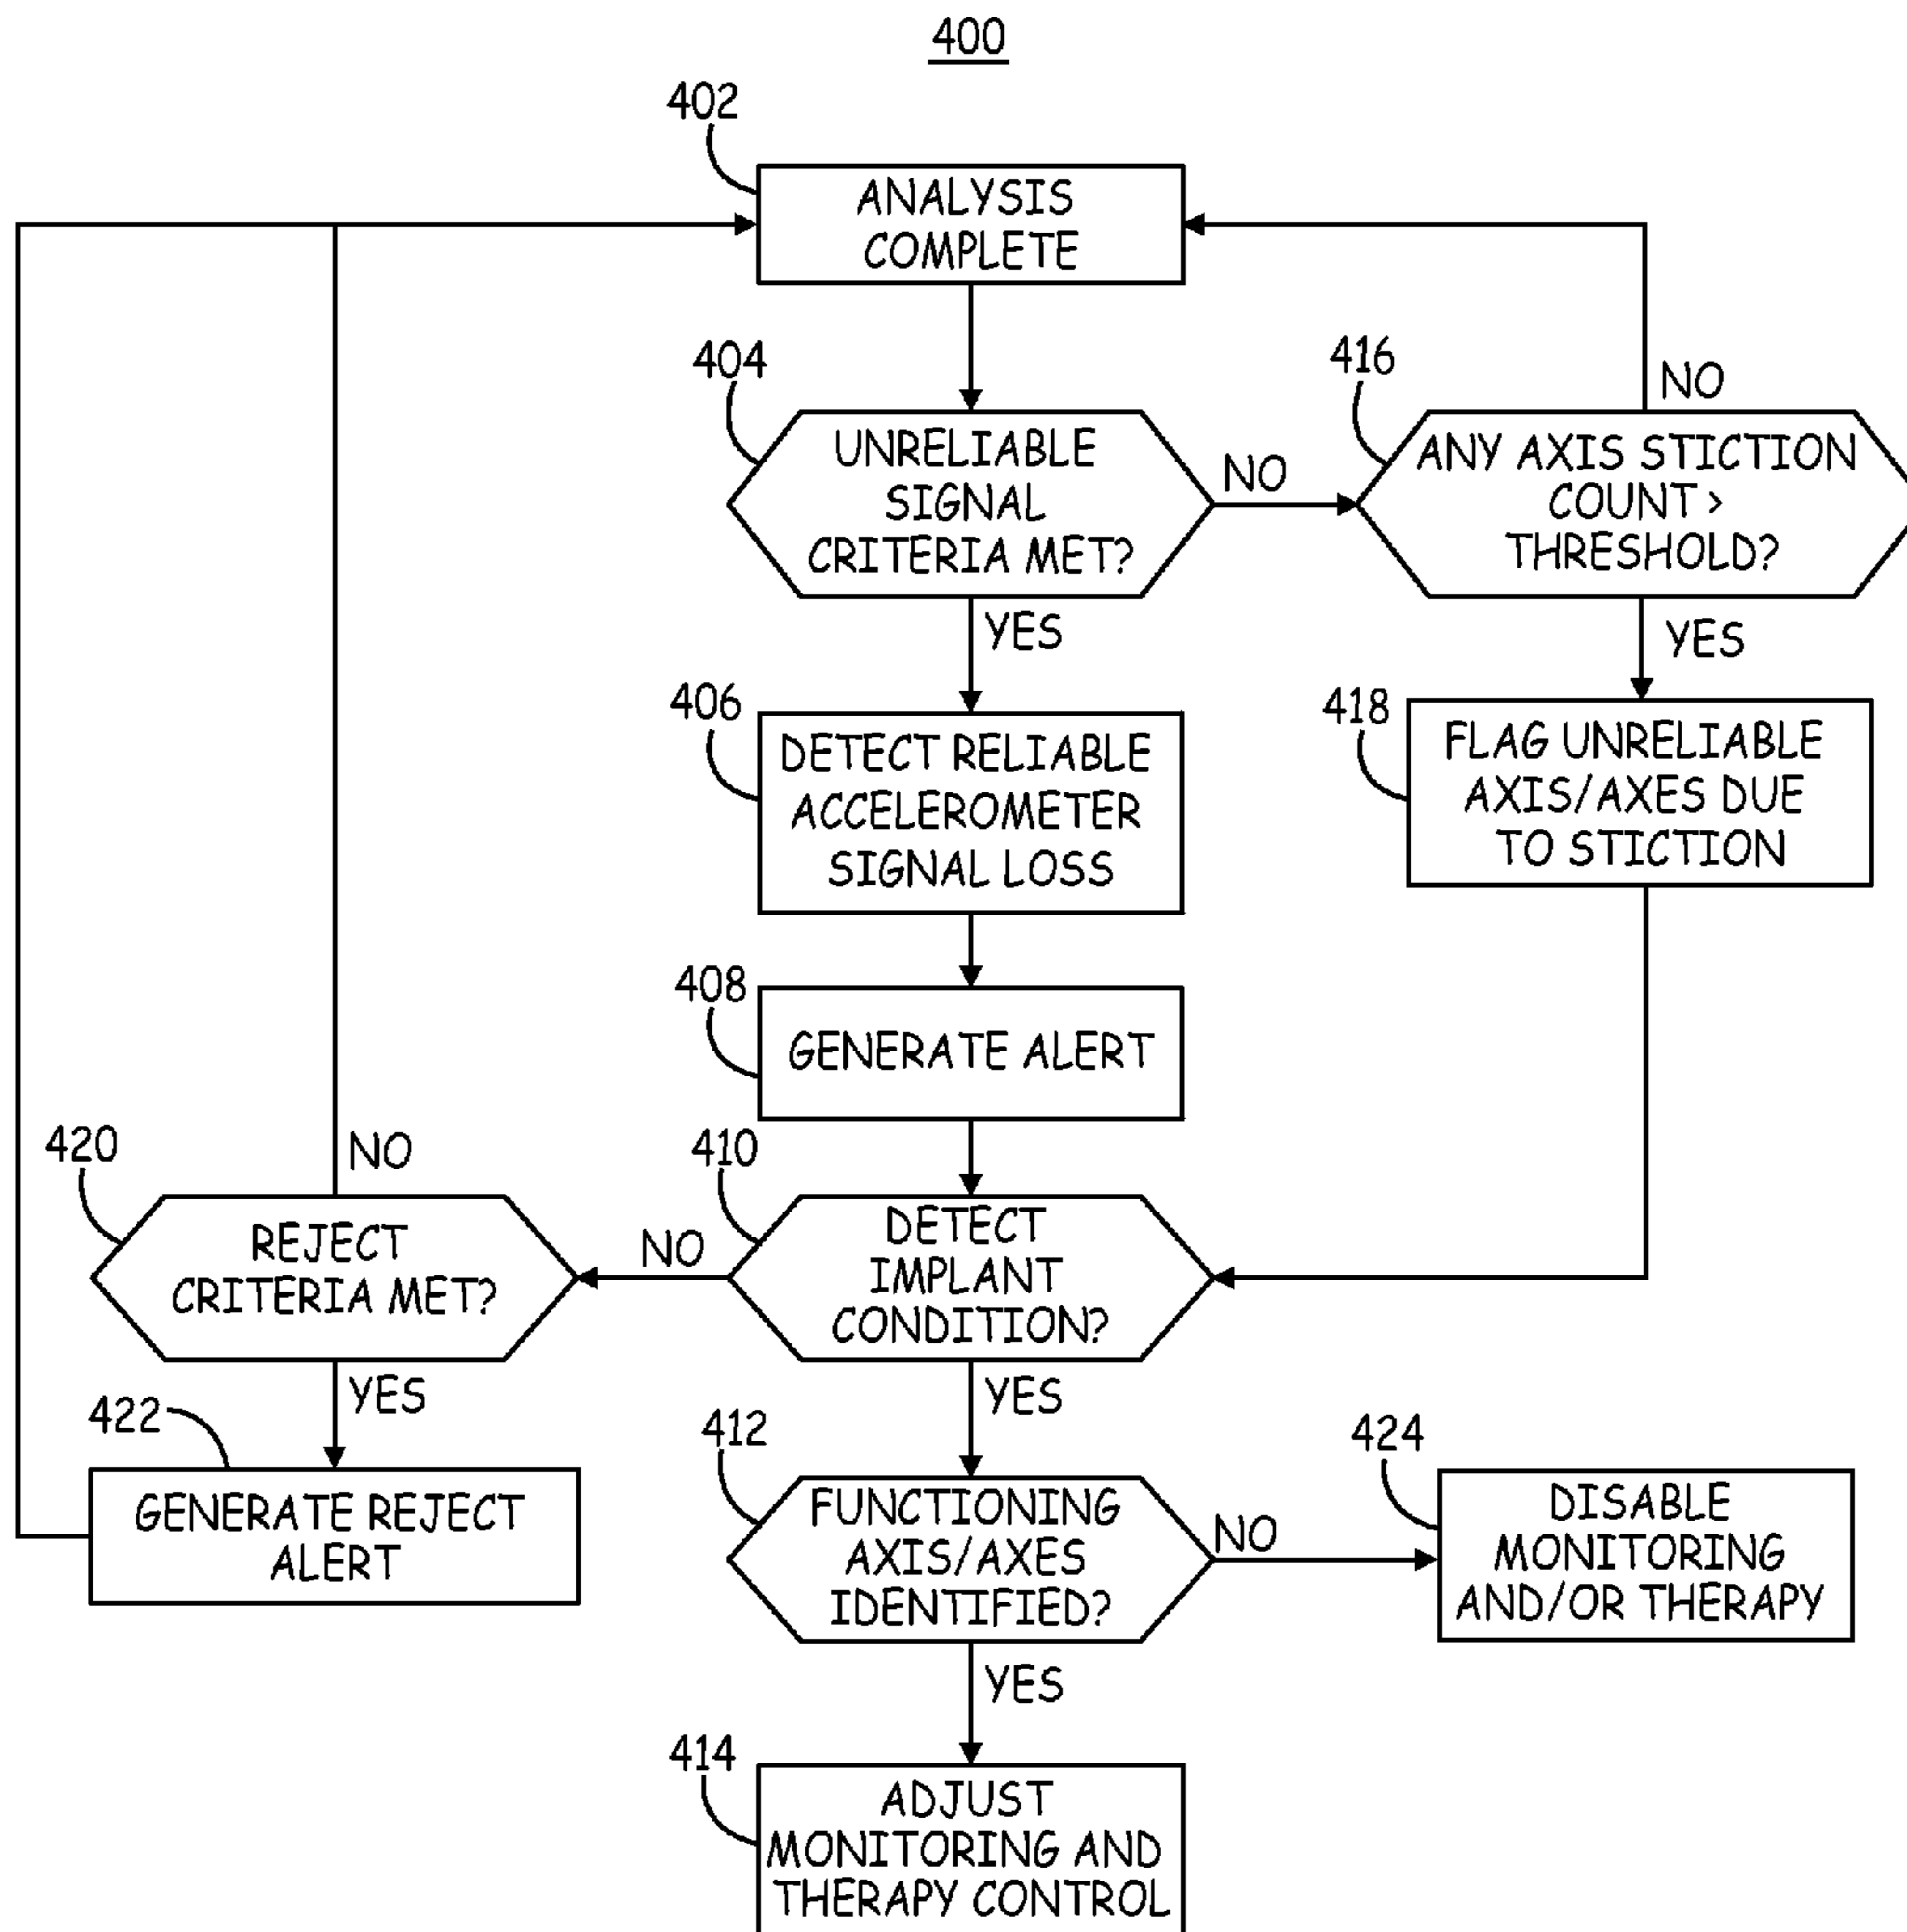 400
402
ANALYSIS
COMPLETE
404
UNRELIABLE
SIGNAL
CRITERIA MET?
NO
416
ANY AXIS STICTION
COUNT >
THRESHOLD?
NO
YES
YES
406
DETECT RELIABLE
ACCELEROMETER
SIGNAL LOSS
418
FLAG UNRELIABLE
AXIS/AXES DUE
TO STICTION
408
GENERATE ALERT
410
DETECT
IMPLANT
CONDITION?
NO
420
REJECT
CRITERIA MET?
NO
YES
YES
422
GENERATE REJECT
ALERT
412
FUNCTIONING
AXIS/AXES
IDENTIFIED?
NO
424
DISABLE
MONITORING
AND/OR THERAPY
YES
414
ADJUST
MONITORING AND
THERAPY CONTROL